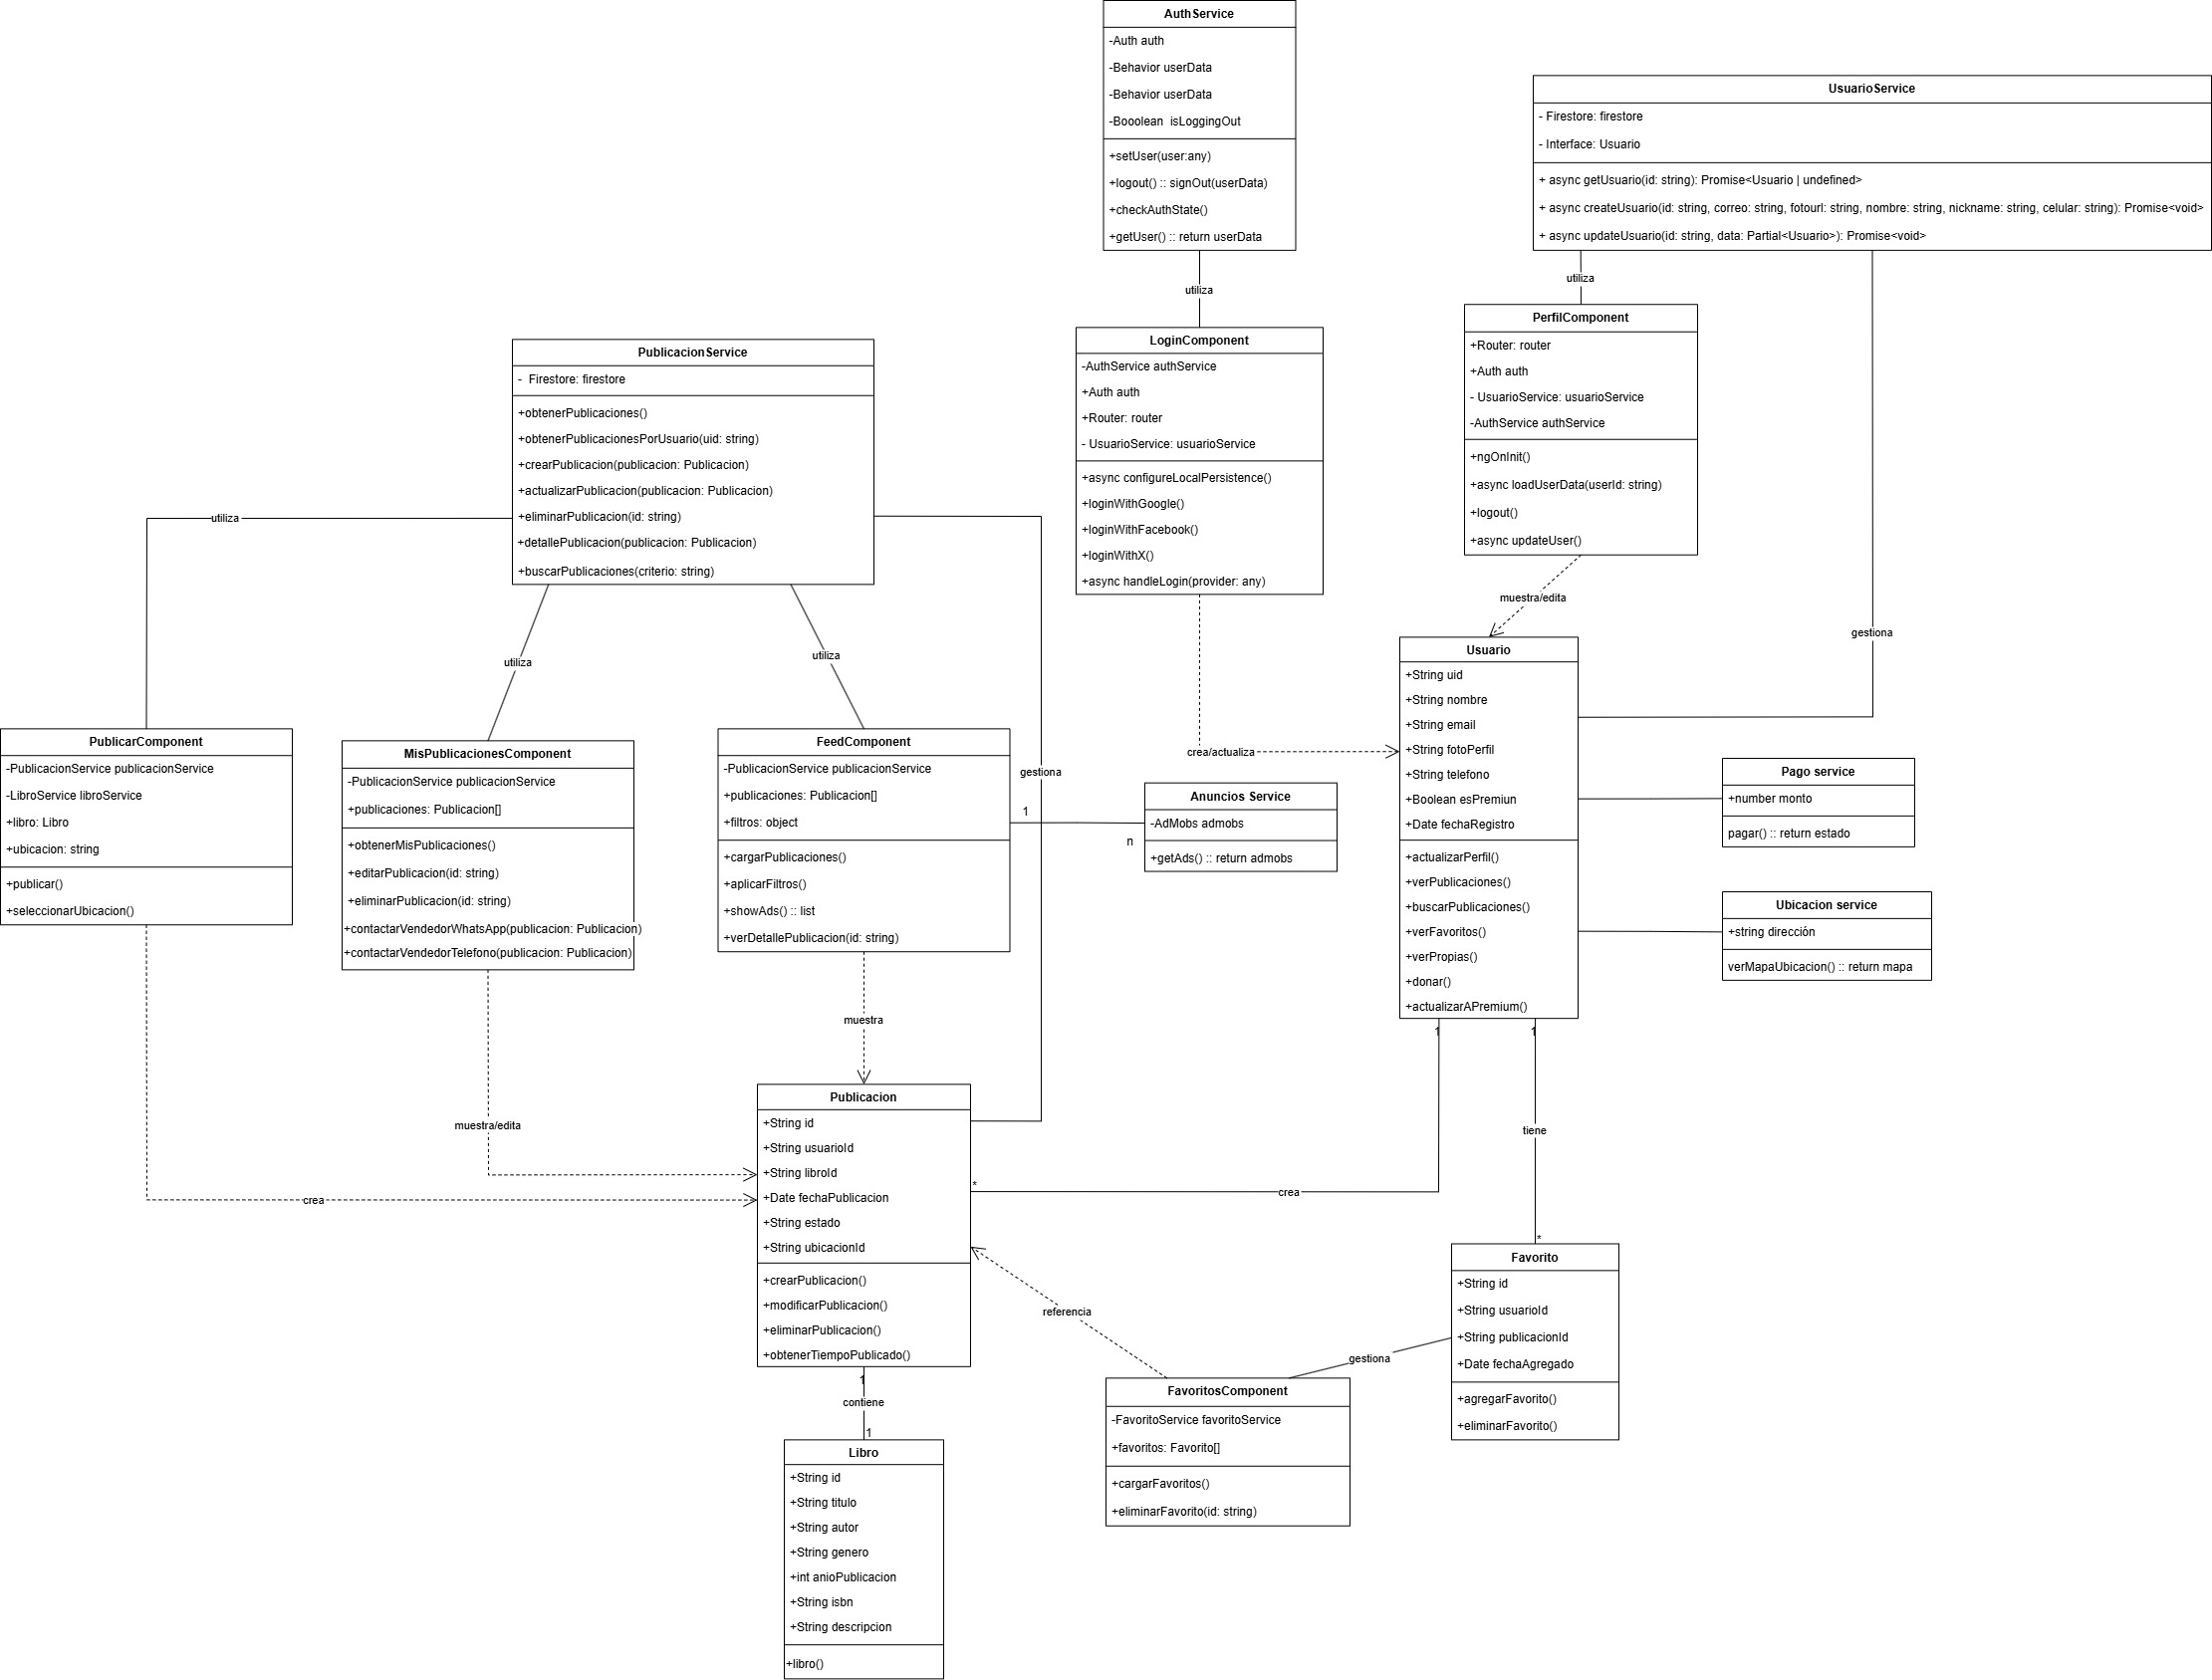 AuthService
-Auth auth
-Behavior userData
-Behavior userData
-Booolean  isLoggingOut
+setUser(user:any)
+logout() :: signOut(userData)
+checkAuthState()
+getUser() :: return userData
utiliza
UsuarioService
- Firestore: firestore
- Interface: Usuario
+ async getUsuario(id: string): Promise<Usuario | undefined>
+ async createUsuario(id: string, correo: string, fotourl: string, nombre: string, nickname: string, celular: string): Promise<void>
+ async updateUsuario(id: string, data: Partial<Usuario>): Promise<void>
utiliza
gestiona
LoginComponent
-AuthService authService
+Auth auth
+Router: router
- UsuarioService: usuarioService
+async configureLocalPersistence()
+loginWithGoogle()
+loginWithFacebook()
+loginWithX()
+async handleLogin(provider: any)
crea/actualiza
PerfilComponent
+Router: router
+Auth auth
- UsuarioService: usuarioService
-AuthService authService
+ngOnInit()
+async loadUserData(userId: string)
+logout()
+async updateUser()
muestra/edita
PublicacionService
-  Firestore: firestore
+obtenerPublicaciones()
+obtenerPublicacionesPorUsuario(uid: string)
+crearPublicacion(publicacion: Publicacion)
+actualizarPublicacion(publicacion: Publicacion)
+eliminarPublicacion(id: string)
+detallePublicacion(publicacion: Publicacion)
+buscarPublicaciones(criterio: string)
utiliza
utiliza
utiliza
gestiona
PublicarComponent
-PublicacionService publicacionService
-LibroService libroService
+libro: Libro
+ubicacion: string
+publicar()
+seleccionarUbicacion()
crea
MisPublicacionesComponent
-PublicacionService publicacionService
+publicaciones: Publicacion[]
+obtenerMisPublicaciones()
+editarPublicacion(id: string)
+eliminarPublicacion(id: string)
+contactarVendedorWhatsApp(publicacion: Publicacion)
+contactarVendedorTelefono(publicacion: Publicacion)
muestra/edita
FeedComponent
-PublicacionService publicacionService
+publicaciones: Publicacion[]
+filtros: object
+cargarPublicaciones()
+aplicarFiltros()
+showAds() :: list
+verDetallePublicacion(id: string)
muestra
1
n
Anuncios Service
-AdMobs admobs
+getAds() :: return admobs
Usuario
+String uid
+String nombre
+String email
+String fotoPerfil
+String telefono
+Boolean esPremiun
+Date fechaRegistro
+actualizarPerfil()
+verPublicaciones()
+buscarPublicaciones()
+verFavoritos()
+verPropias()
+donar()
+actualizarAPremium()
Pago service
+number monto
pagar() :: return estado
Ubicacion service
+string dirección
verMapaUbicacion() :: return mapa
1
1
crea
*
tiene
*
Publicacion
+String id
+String usuarioId
+String libroId
+Date fechaPublicacion
+String estado
+String ubicacionId
+crearPublicacion()
+modificarPublicacion()
+eliminarPublicacion()
+obtenerTiempoPublicado()
1
contiene
1
Libro
+String id
+String titulo
+String autor
+String genero
+int anioPublicacion
+String isbn
+String descripcion
+libro()
referencia
FavoritosComponent
-FavoritoService favoritoService
+favoritos: Favorito[]
+cargarFavoritos()
+eliminarFavorito(id: string)
gestiona
Favorito
+String id
+String usuarioId
+String publicacionId
+Date fechaAgregado
+agregarFavorito()
+eliminarFavorito()